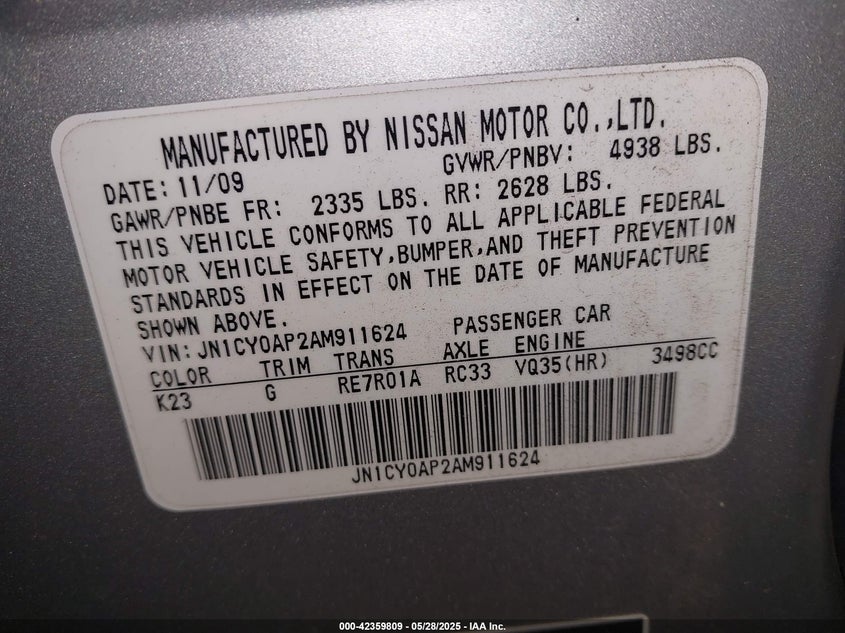 MANUFACTURED BY NISSAN MOTOR CO.,LTD.
DATE: 11/09 GVWR/PNBV: 4938 LBS.
GAWR/PNBE FR: 2335 LBS. RR: 2628 LBS.
THIS VEHICLE CONFORMS TO ALL APPLICABLE FEDERAL
MOTOR VEHICLE SAFETY,BUMPER,AND THEFT PREVENTION
STANDARDS IN EFFECT ON THE DATE OF MANUFACTURE
SHOWN ABOVE.
VIN: JN1CY0AP2AM911624 PASSENGER CAR
COLOR TRIM TRANS AXLE ENGINE
K23 G RE7R01A RC33 VQ35(HR) 3498CC
JN1CY0AP2AM911624
000-42359809 - 05/28/2025 - IAA Inc.